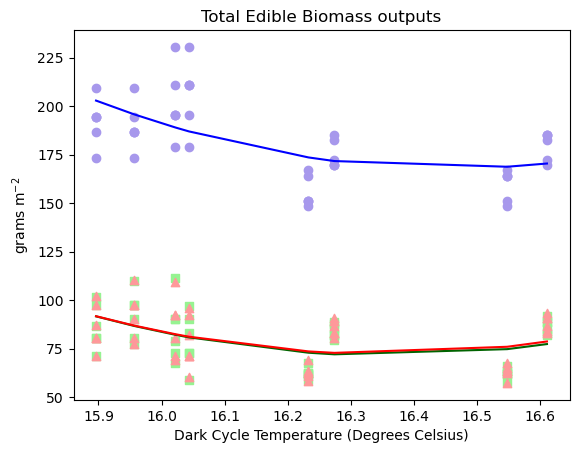 Total Edible Biomass outputs
grams m⁻²
225
200
175
150
125
100
75
50
15.9 16.0 16.1 16.2 16.3 16.4 16.5 16.6
Dark Cycle Temperature (Degrees Celsius)